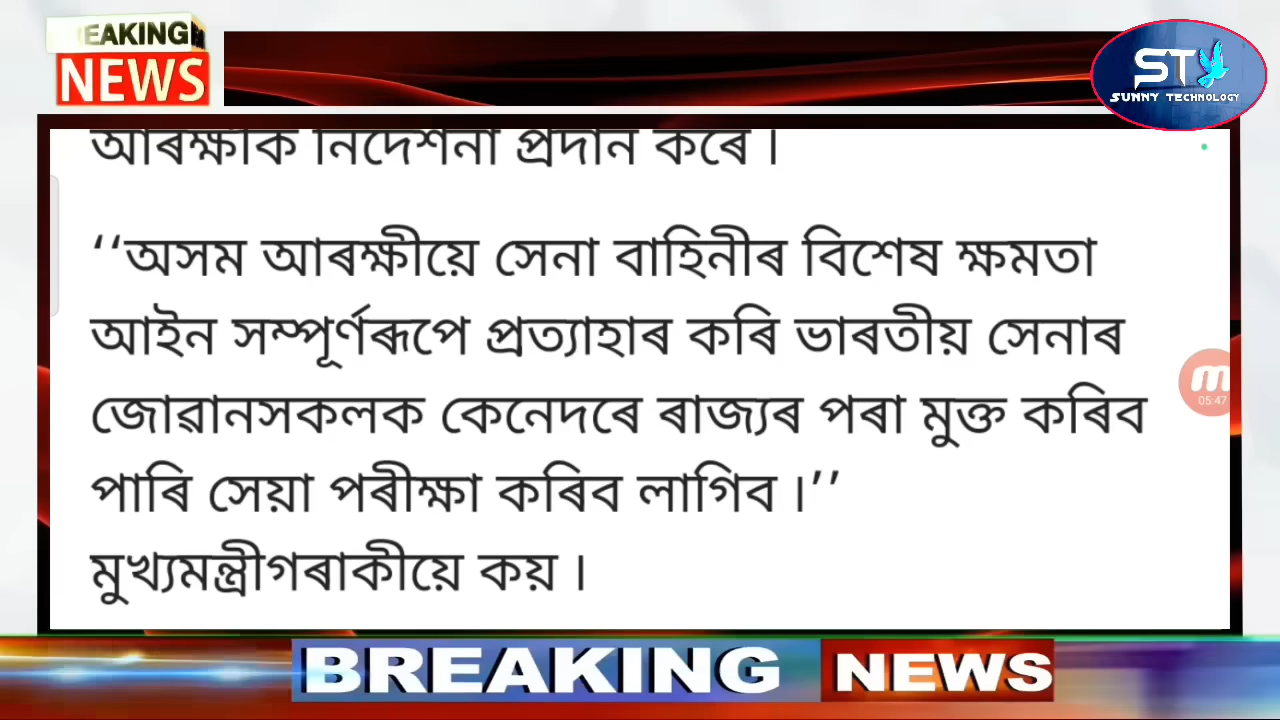 BREAKING
NEWS
ST
SUNNY TECHNOLOGY
আৰক্ষীক নিৰ্দেশনা প্ৰদান কৰে ।
‘‘অসম আৰক্ষীয়ে সেনা বাহিনীৰ বিশেষ ক্ষমতা
আইন সম্পূৰ্ণৰূপে প্ৰত্যাহাৰ কৰি ভাৰতীয় সেনাৰ
জোৱানসকলক কেনেদৰে ৰাজ্যৰ পৰা মুক্ত কৰিব
পাৰি সেয়া পৰীক্ষা কৰিব লাগিব ।’’
মুখ্যমন্ত্ৰীগৰাকীয়ে কয় ।
05:47
BREAKING NEWS